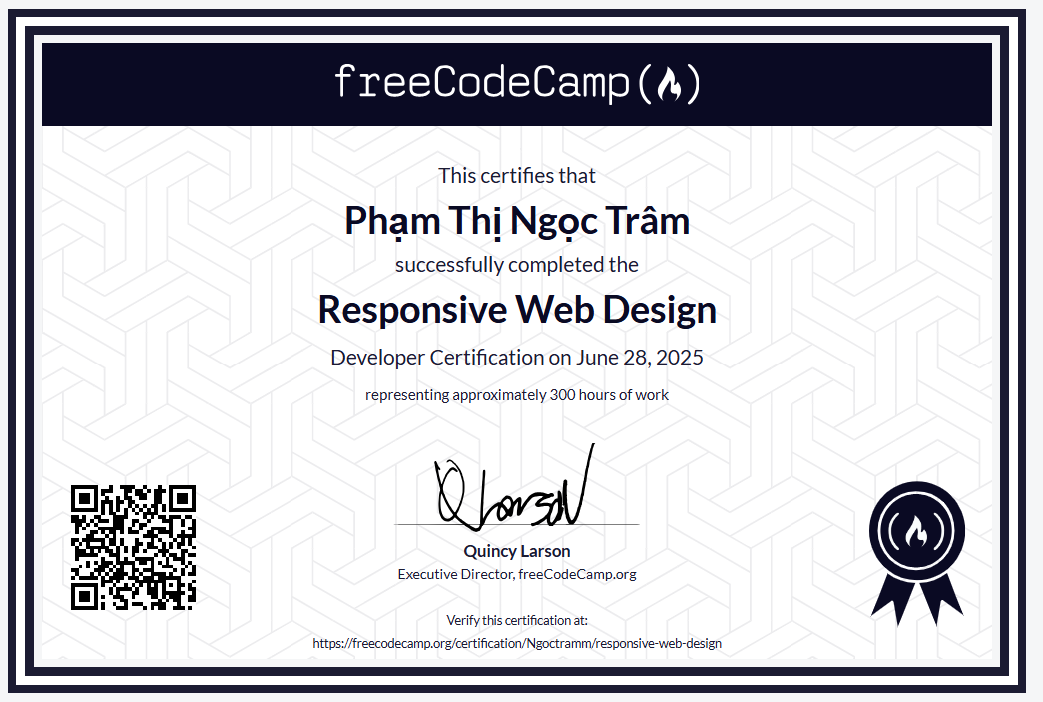 freeCodeCamp
This certifies that
Phạm Thị Ngọc Trâm
successfully completed the
Responsive Web Design
Developer Certification on June 28, 2025
representing approximately 300 hours of work
Q Larson
Quincy Larson
Executive Director, freeCodeCamp.org
Verify this certification at:
https://freecodecamp.org/certification/Ngoctramm/responsive-web-design